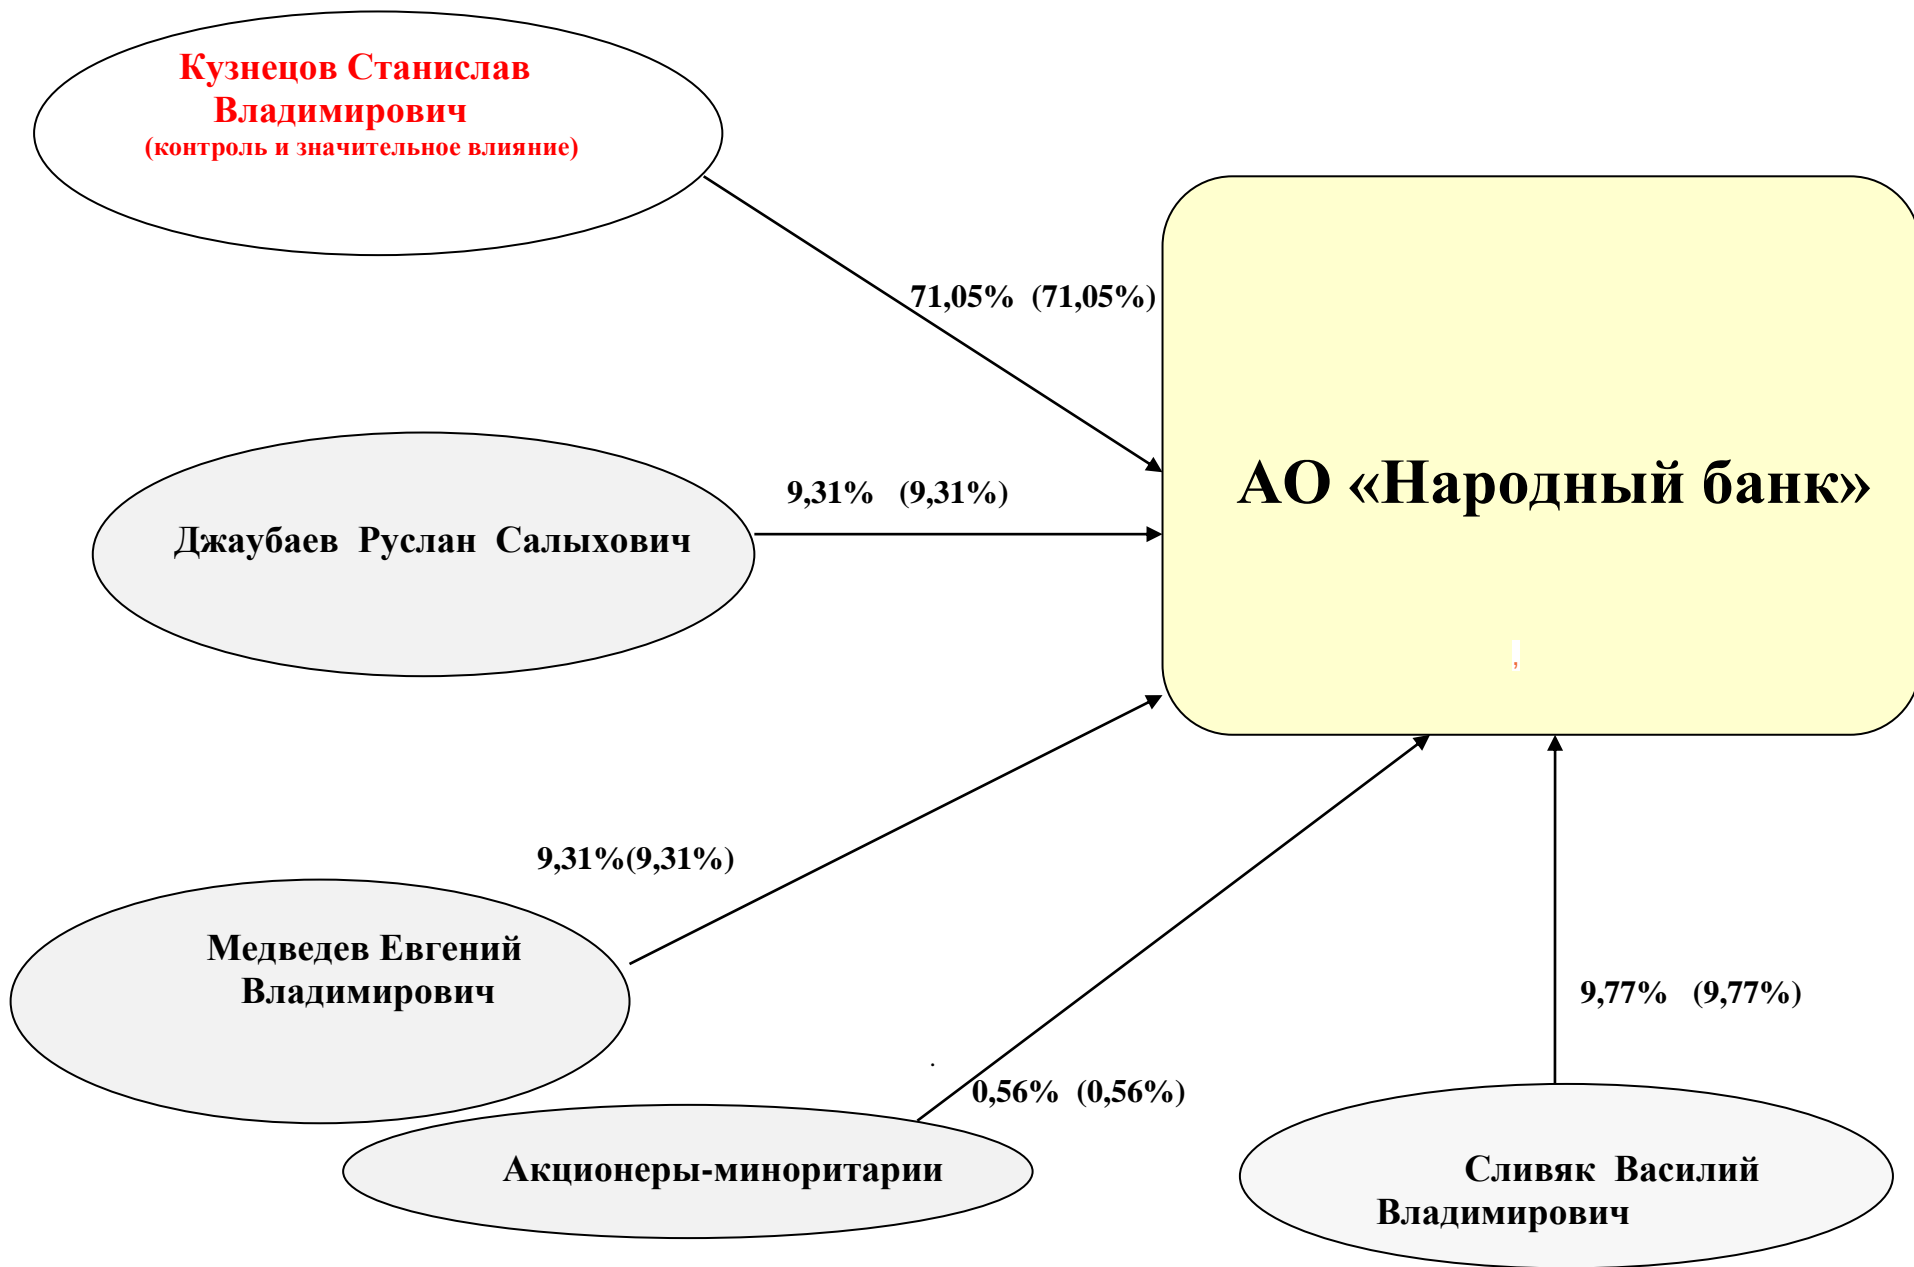 Кузнецов Станислав
Владимирович
(контроль и значительное влияние)
71,05% (71,05%)
АО «Народный банк»
9,31% (9,31%)
Джаубаев Руслан Салыхович
,
9,31%(9,31%)
Медведев Евгений
Владимирович
9,77% (9,77%)
.
0,56% (0,56%)
Акционеры-миноритарии
Сливяк Василий
Владимирович